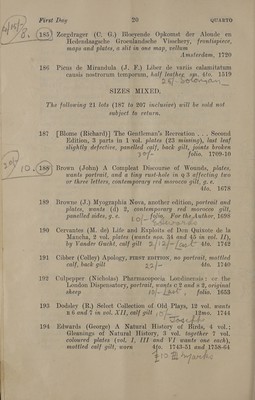 First Day 20 QUARTO
185 Zorgdrager (C. G.) Bloeyende Opkomst der Aloude en
Hedendaagsche Groenlandsche Visschery, frontispiece,
maps and plates, a slit in one map, vellum
Amsterdam, 1720
186 Picus de Mirandula (J. F.) Liber de variis calamitatum
causis nostrorum temporum, half leather, sp. 4to. 1519
26/- Solomon
SIZES MIXED.
The following 21 lots (187 to 207 inclusive) will be sold not
subject to return.
187 [Blome (Richard)] The Gentleman's Recreation . . . Second
Edition, 3 parts in 1 vol. plates (23 missing), last leaf
slightly defective, panelled calf, back gilt, joints broken
folio. 1709-10
188 Brown (John) A Compleat Discourse of Wounds, plates,
wants portrait, and a tiny rust-hole in q 3 affecting two
or three letters, contemporary red morocco gilt, g. e.
4to. 1678
189 Browne (J.) Myographia Nova, another edition, portrait and
plates, wants (d) 2, contemporary red morocco gilt,
panelled sides, g. e. folio. For the Author, 1698
190 Cervantes (M. de) Life and Exploits of Don Quixote de la
Mancha, 2 vol. plates (wants nos. 34 and 45 in vol. II),
by Vander Gucht, calf gilt 4to. 1742
191 Cibber (Colley) Apology, FIRST EDITION, no portrait, mottled
calf, back gilt 22/- 4to. 1740
192 Culpepper (Nicholas) Pharmacopœia Londinensis: or the
London Dispensatory, portrait, wants c 2 and s 2, original
sheep 10/- folio. 1653
193 Dodsley (R.) Select Collection of Old Plays, 12 vol. wants
n 6 and 7 in vol. XII, calf gilt 12mo. 1744
194 Edwards (George) A Natural History of Birds, 4 vol.;
Gleanings of Natural History, 3 vol. together 7 vol.
coloured plates (vol. I, III and VI wants one each),
mottled calf gilt, worn 4to. 1743-51 and 1758-64